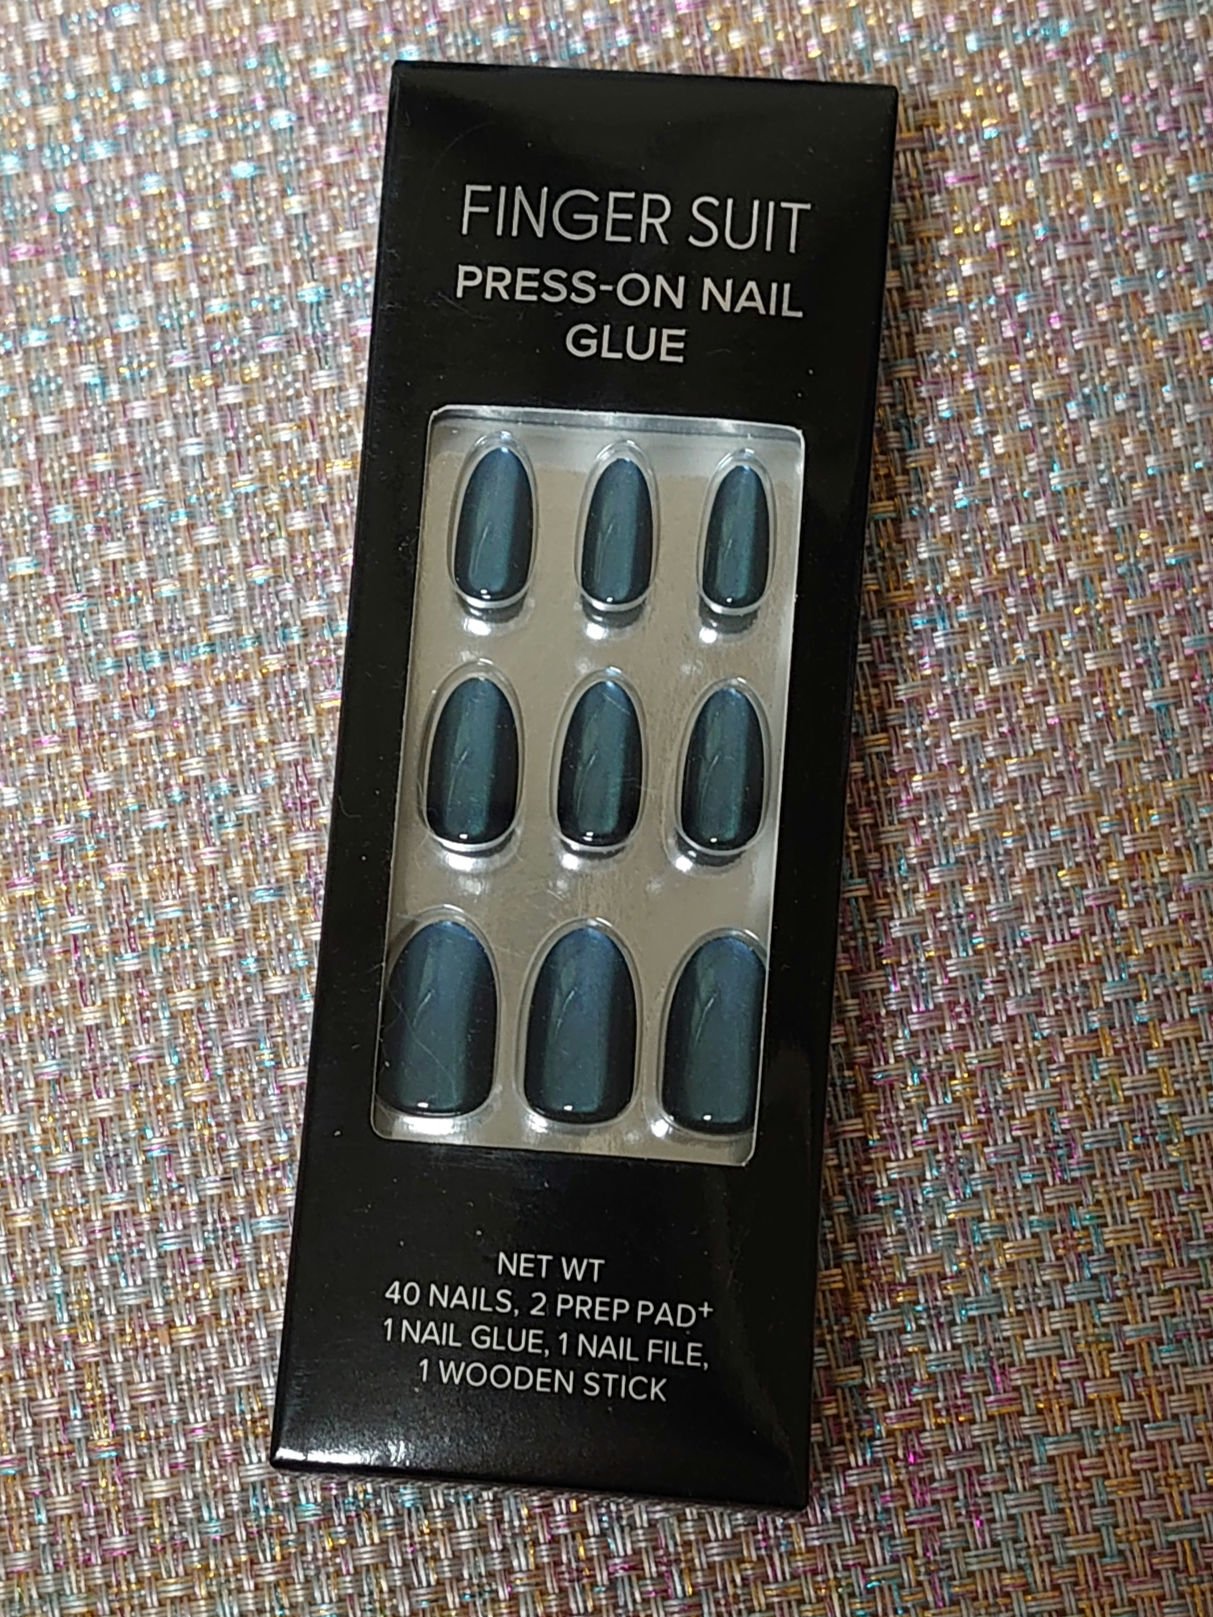 FINGER SUIT
PRESS-ON NAIL
GLUE
NET WT
40 NAILS, 2 PREP PAD+
1 NAIL GLUE, 1 NAIL FILE,
1 WOODEN STICK